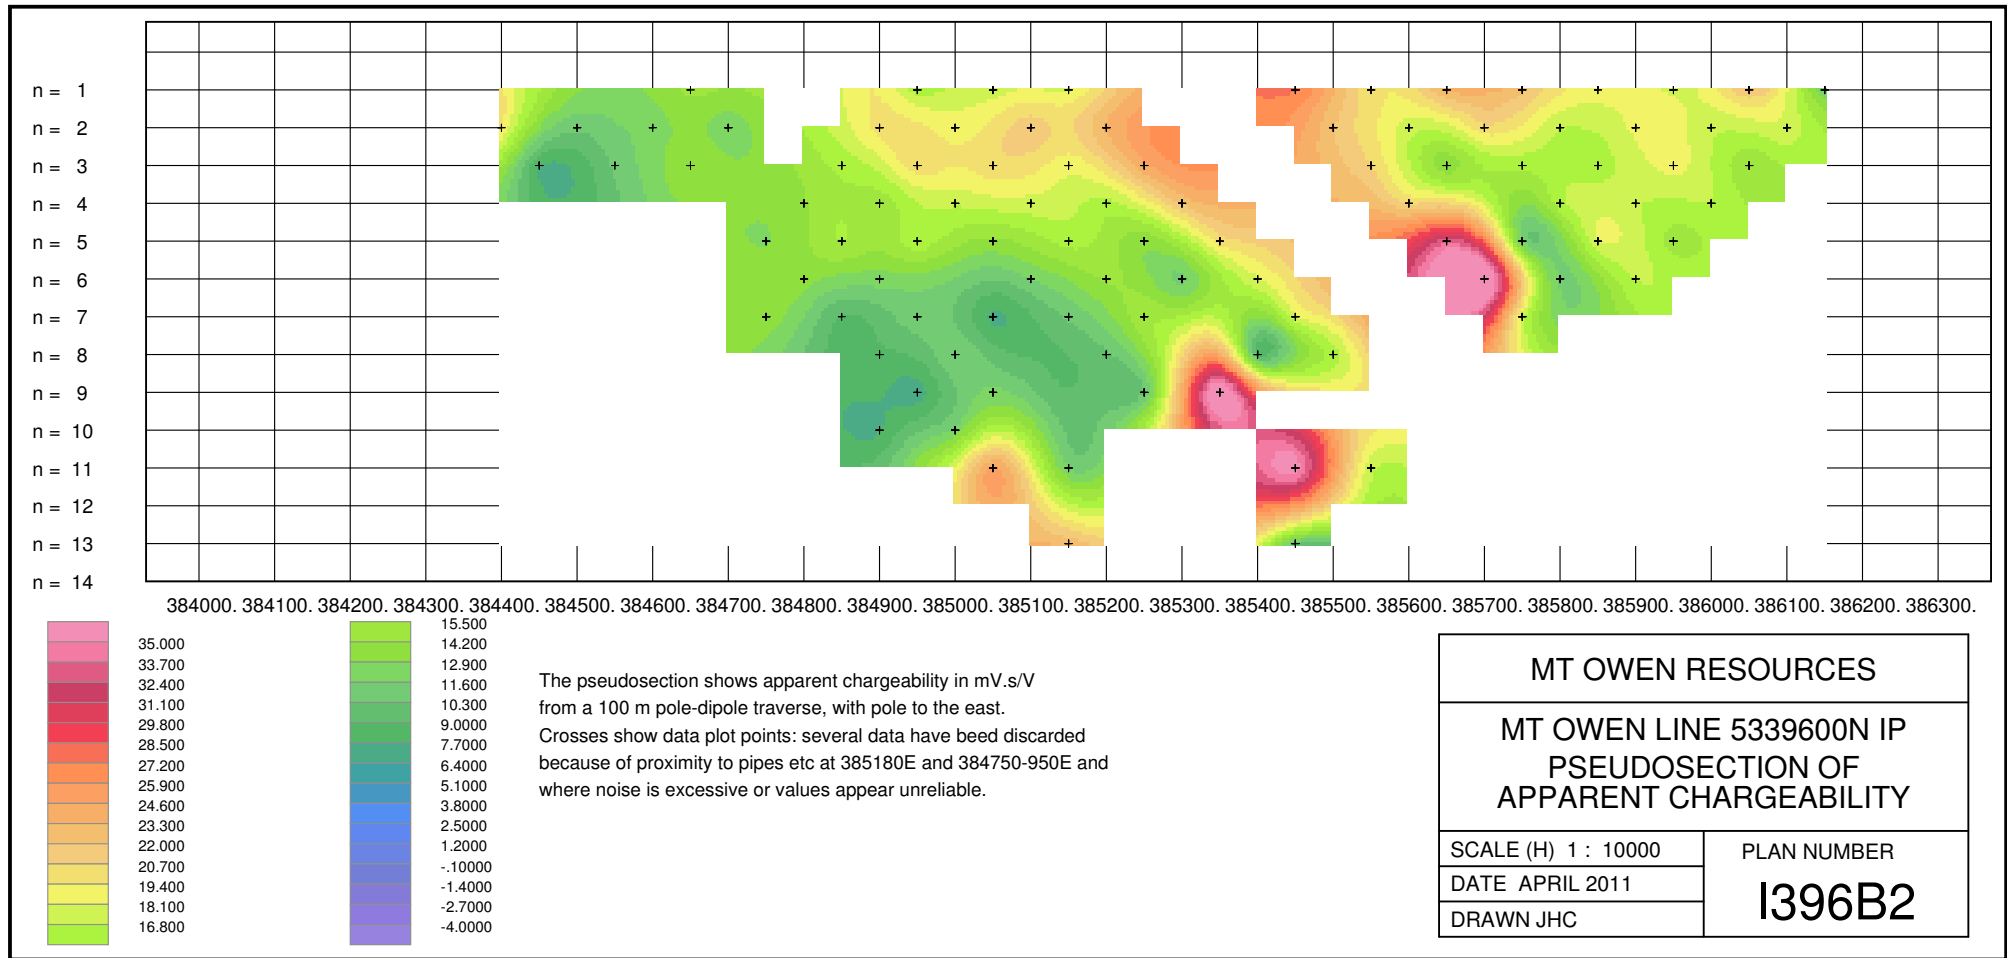 n = 1
n = 2
n = 3
n = 4
n = 5
n = 6
n = 7
n = 8
n = 9
n = 10
n = 11
n = 12
n = 13
n = 14
384000. 384100. 384200. 384300. 384400. 384500. 384600. 384700. 384800. 384900. 385000. 385100. 385200. 385300. 385400. 385500. 385600. 385700. 385800. 385900. 386000. 386100. 386200. 386300.
35.000
33.700
32.400
31.100
29.800
28.500
27.200
25.900
24.600
23.300
22.000
20.700
19.400
18.100
16.800
15.500
14.200
12.900
11.600
10.300
9.0000
7.7000
6.4000
5.1000
3.8000
2.5000
1.2000
-.10000
-1.4000
-2.7000
-4.0000
The pseudosection shows apparent chargeability in mV.s/V
from a 100 m pole-dipole traverse, with pole to the east.
Crosses show data plot points: several data have beed discarded
because of proximity to pipes etc at 385180E and 384750-950E and
where noise is excessive or values appear unreliable.
MT OWEN RESOURCES
MT OWEN LINE 5339600N IP
PSEUDOSECTION OF
APPARENT CHARGEABILITY
SCALE (H) 1 : 10000
DATE APRIL 2011
DRAWN JHC
PLAN NUMBER
I396B2